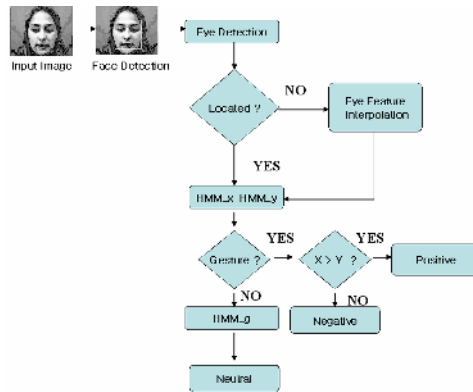 Input Image
Face Detection
Eye Detection
Located ?
NO
Eye Feature
Interpolation
YES
HMM_x HMM_y
Gesture ?
YES
X > Y ?
YES
Positive
NO
HMM_g
NO
Negative
Neutral